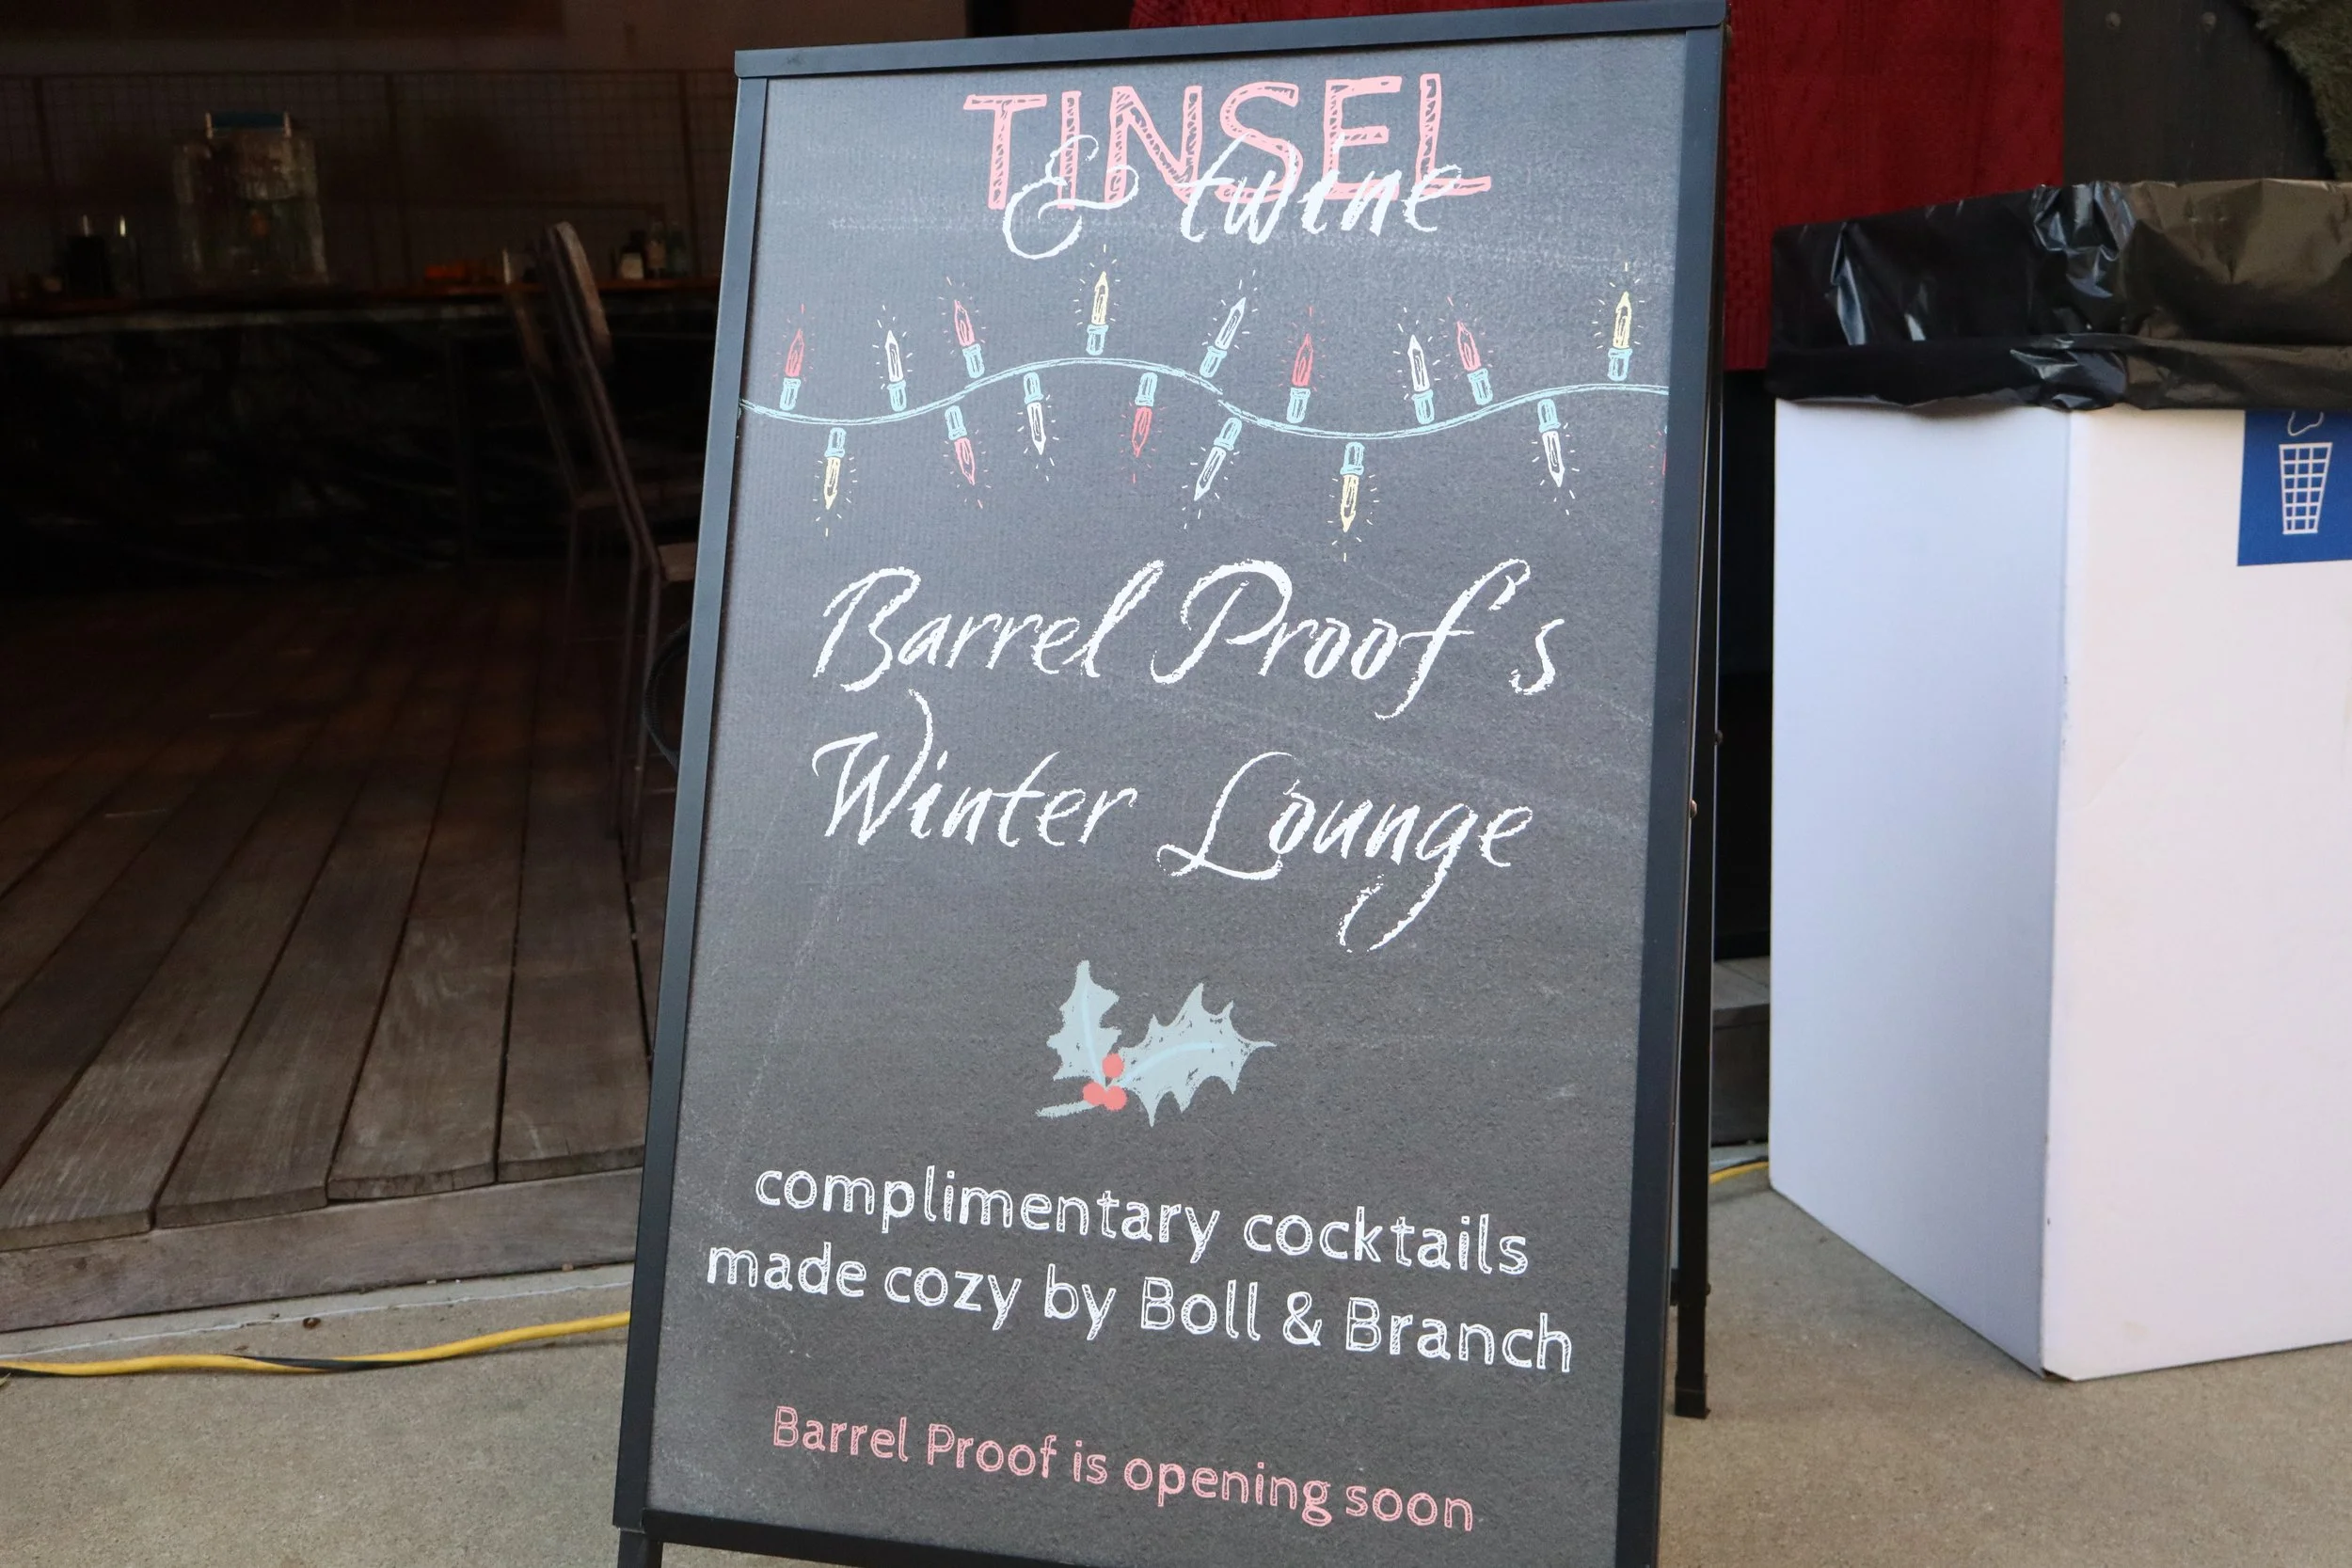 TINSEL
& twine
Barrel Proof's
Winter Lounge
complimentary cocktails
made cozy by Boll & Branch
Barrel Proof is opening soon